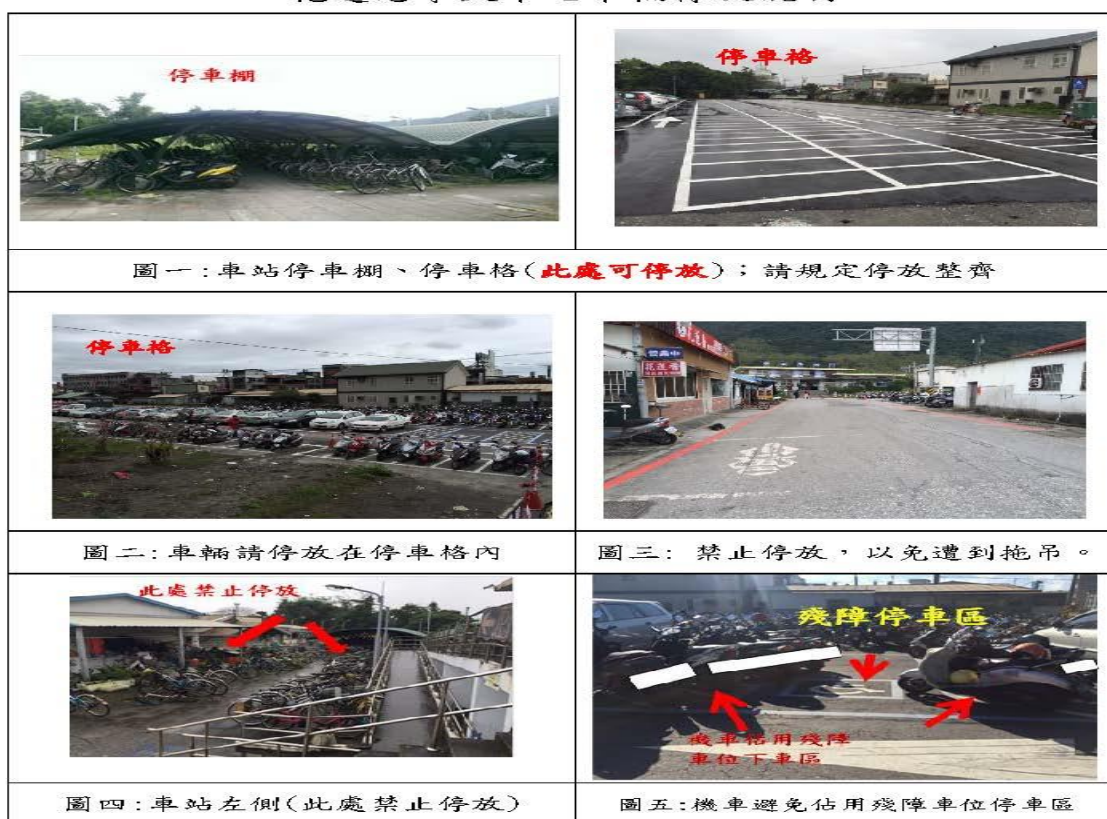 停車棚
停車格
圖一:車站停車棚、停車格(此處可停放);請規定停放整齊
停車格
圖二:車輛請停放在停車格內
圖三: 禁止停放,以免遭到拖吊。
此處禁止停放
殘障停車區
機車佔用殘障
車位下車區
圖四:車站左側(此處禁止停放)
圖五:機車避免佔用殘障車位停車區